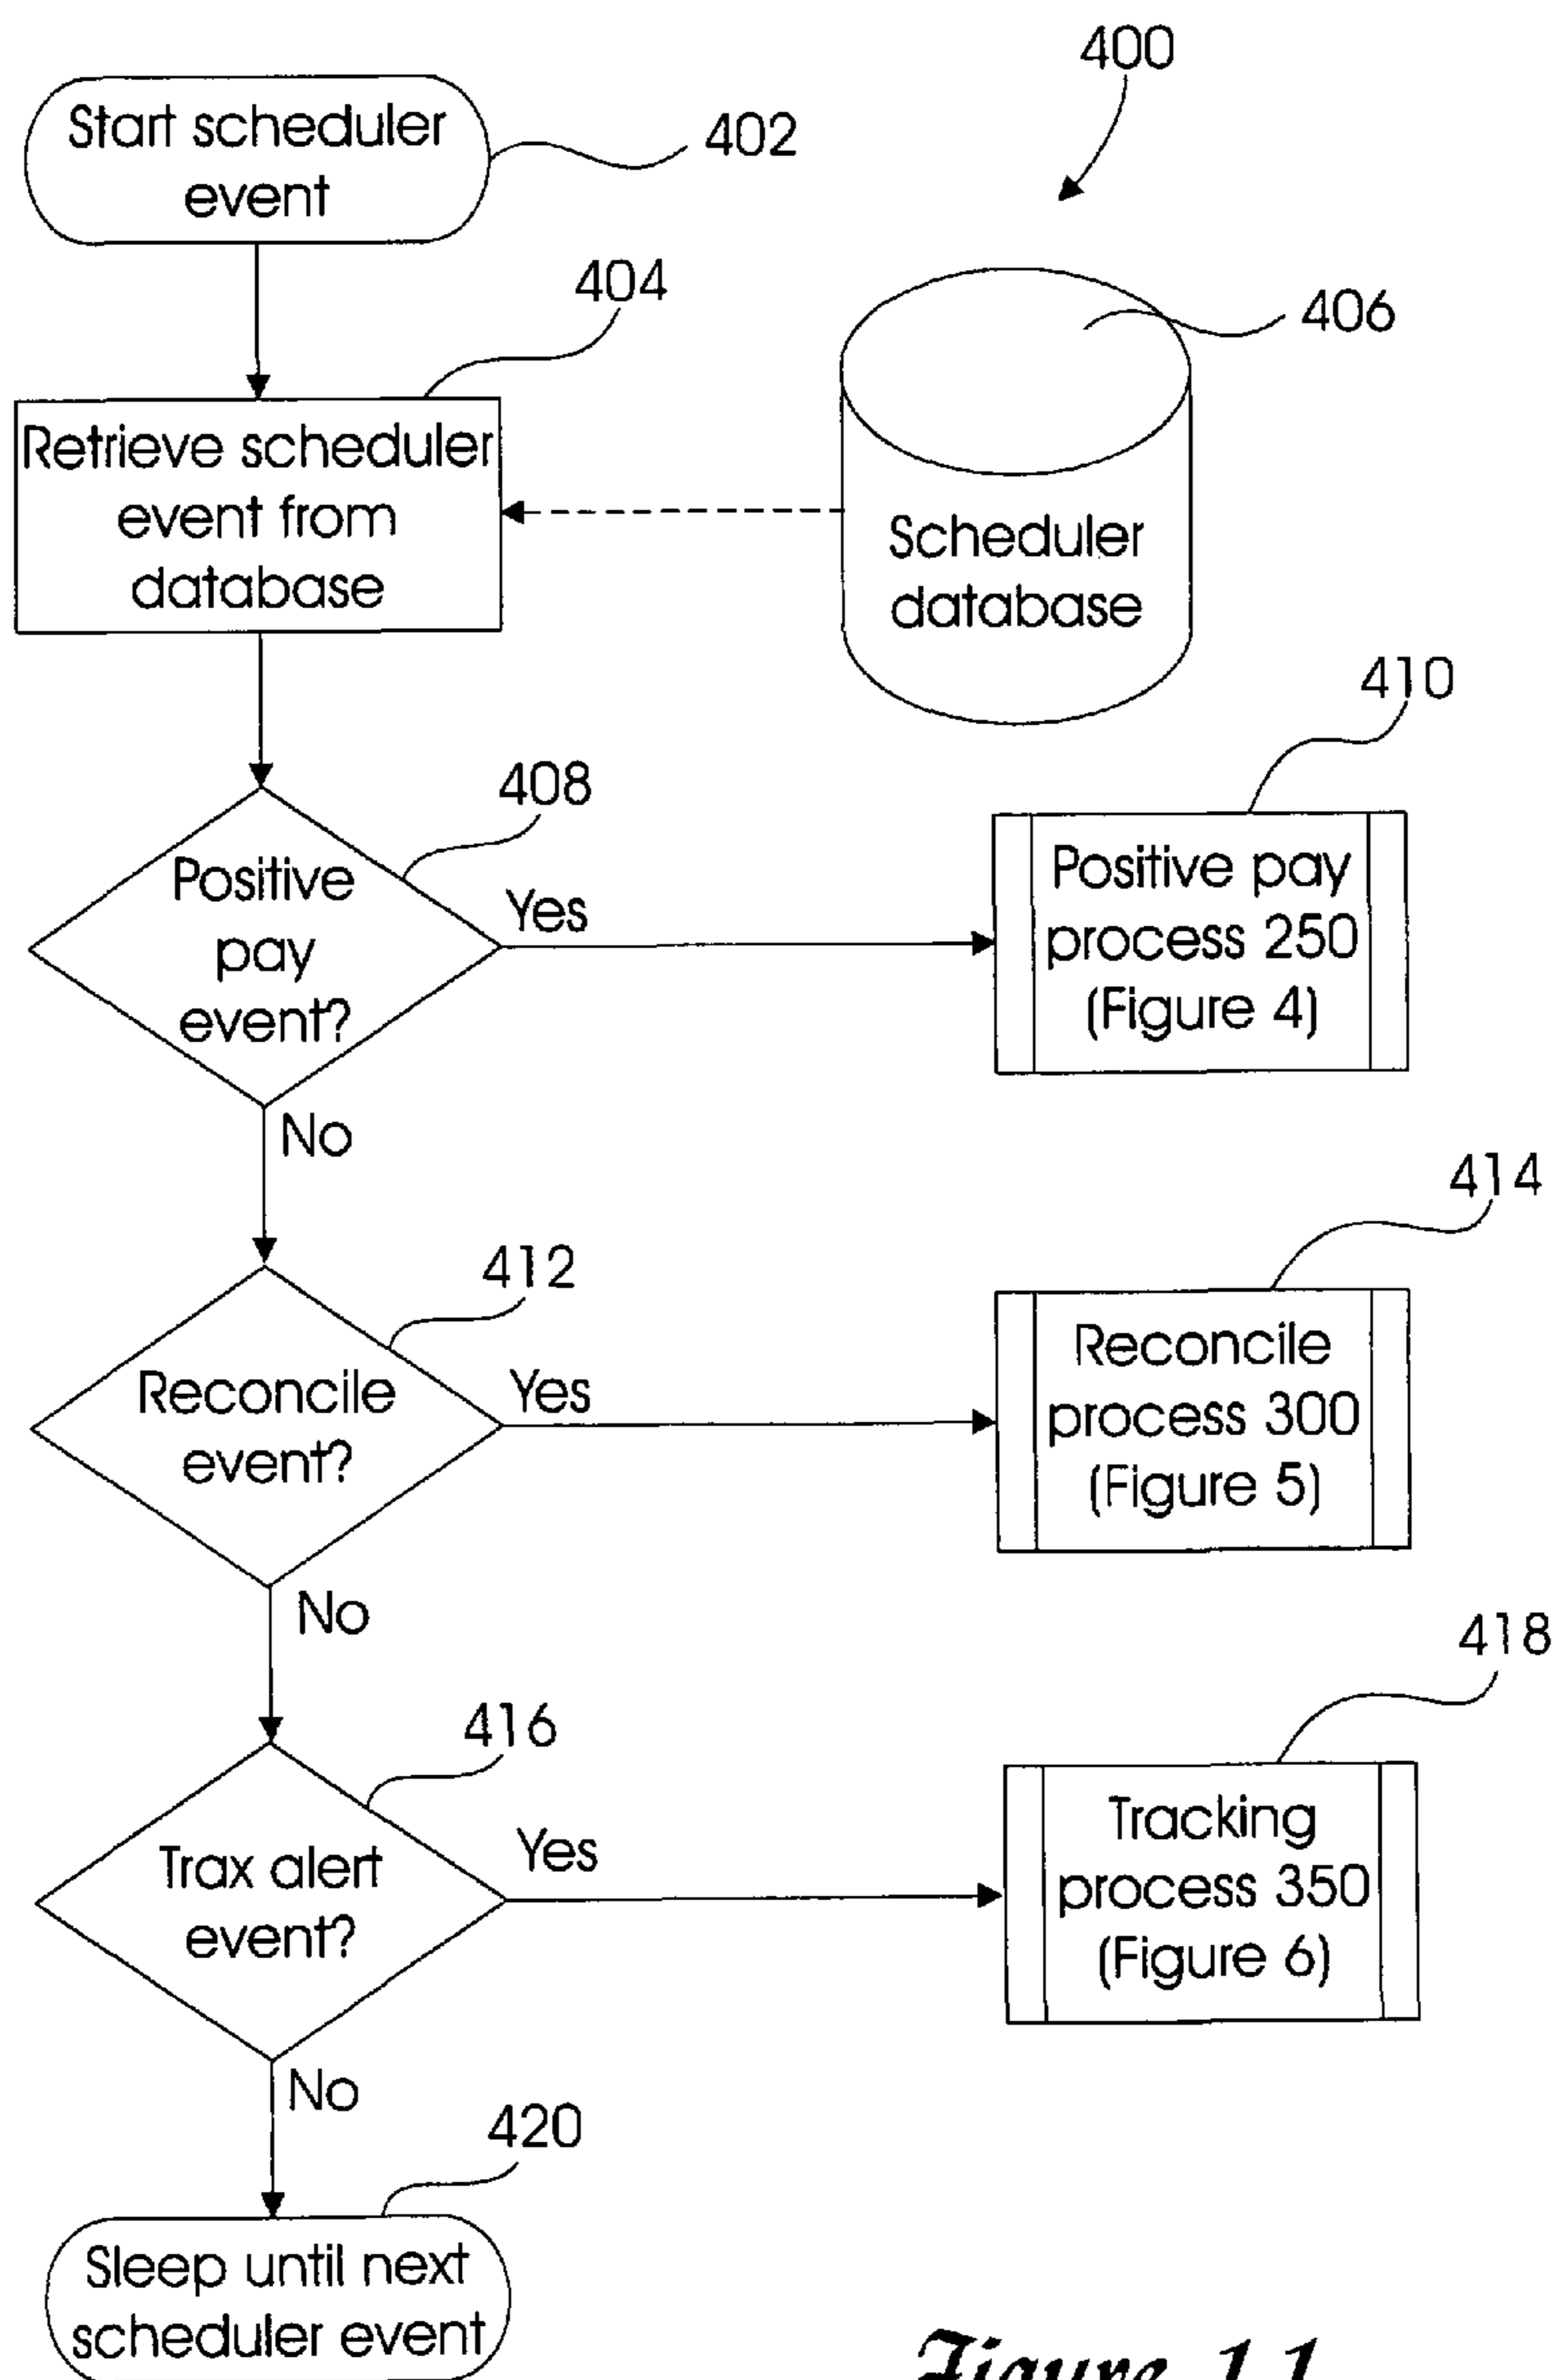 400
Start scheduler
event
402
404
406
Retrieve scheduler
event from
database
Scheduler
database
408
410
Positive
pay
event?
Yes
Positive pay
process 250
(Figure 4)
No
412
414
Reconcile
event?
Yes
Reconcile
process 300
(Figure 5)
No
416
418
Trax alert
event?
Yes
Tracking
process 350
(Figure 6)
No
420
Sleep until next
scheduler event
Figure 11